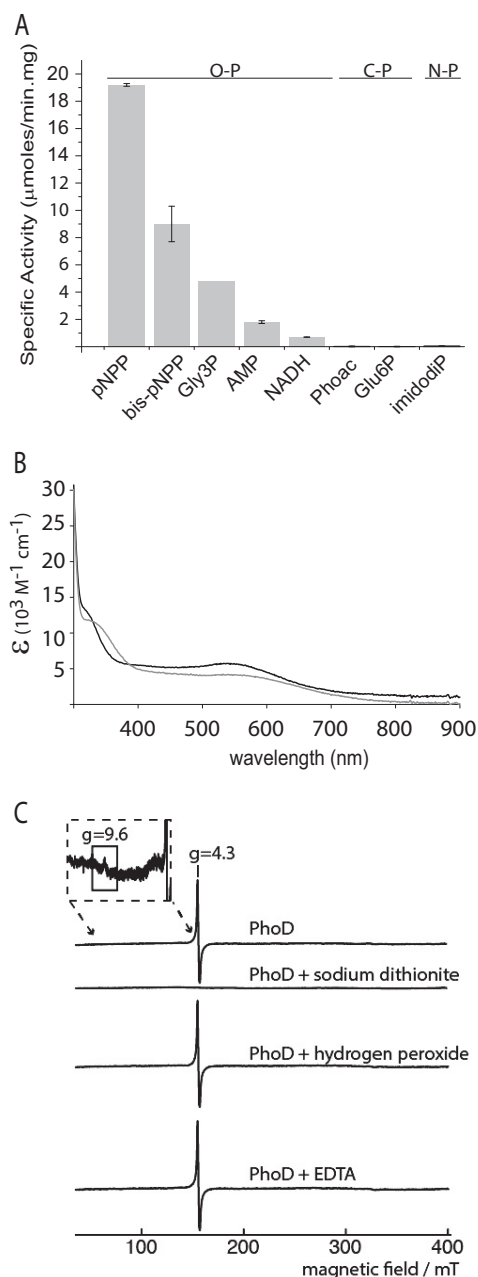 A
O-P C-P N-P
Specific Activity (μmoles/min.mg)
20
18
16
14
12
10
8
6
4
2
pNPP bis-pNPP Gly3P AMP NADH Phoac Glu6P imidodiP
B
ε (10³ M⁻¹ cm⁻¹)
30
25
20
15
10
5
400 500 600 700 800 900
wavelength (nm)
C
g=9.6
g=4.3
PhoD
PhoD + sodium dithionite
PhoD + hydrogen peroxide
PhoD + EDTA
100 200 300 400
magnetic field / mT